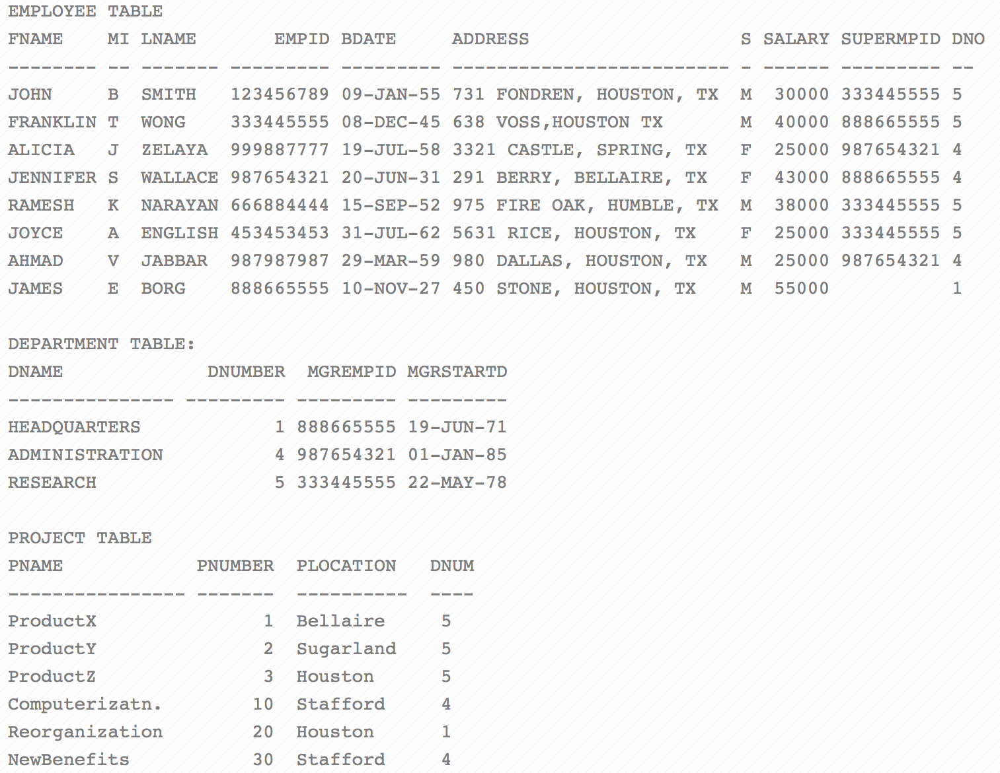 EMPLOYEE TABLE
FNAME    MI LNAME       EMPID BDATE     ADDRESS                   S SALARY SUPERMPID DNO
-------- -- ------- --------- --------- ------------------------- - ------ --------- --
JOHN     B  SMITH   123456789 09-JAN-55 731 FONDREN, HOUSTON, TX  M  30000 333445555 5
FRANKLIN T  WONG    333445555 08-DEC-45 638 VOSS,HOUSTON TX       M  40000 888665555 5
ALICIA   J  ZELAYA  999887777 19-JUL-58 3321 CASTLE, SPRING, TX   F  25000 987654321 4
JENNIFER S  WALLACE 987654321 20-JUN-31 291 BERRY, BELLAIRE, TX   F  43000 888665555 4
RAMESH   K  NARAYAN 666884444 15-SEP-52 975 FIRE OAK, HUMBLE, TX  M  38000 333445555 5
JOYCE    A  ENGLISH 453453453 31-JUL-62 5631 RICE, HOUSTON, TX    F  25000 333445555 5
AHMAD    V  JABBAR  987987987 29-MAR-59 980 DALLAS, HOUSTON, TX   M  25000 987654321 4
JAMES    E  BORG    888665555 10-NOV-27 450 STONE, HOUSTON, TX    M  55000           1
DEPARTMENT TABLE:
DNAME             DNUMBER  MGREMPID MGRSTARTD
--------------- --------- --------- ---------
HEADQUARTERS            1 888665555 19-JUN-71
ADMINISTRATION          4 987654321 01-JAN-85
RESEARCH                5 333445555 22-MAY-78
PROJECT TABLE
PNAME            PNUMBER  PLOCATION   DNUM
---------------- -------  ----------  ----
ProductX               1  Bellaire     5
ProductY               2  Sugarland    5
ProductZ               3  Houston      5
Computerizatn.        10  Stafford     4
Reorganization        20  Houston      1
NewBenefits           30  Stafford     4